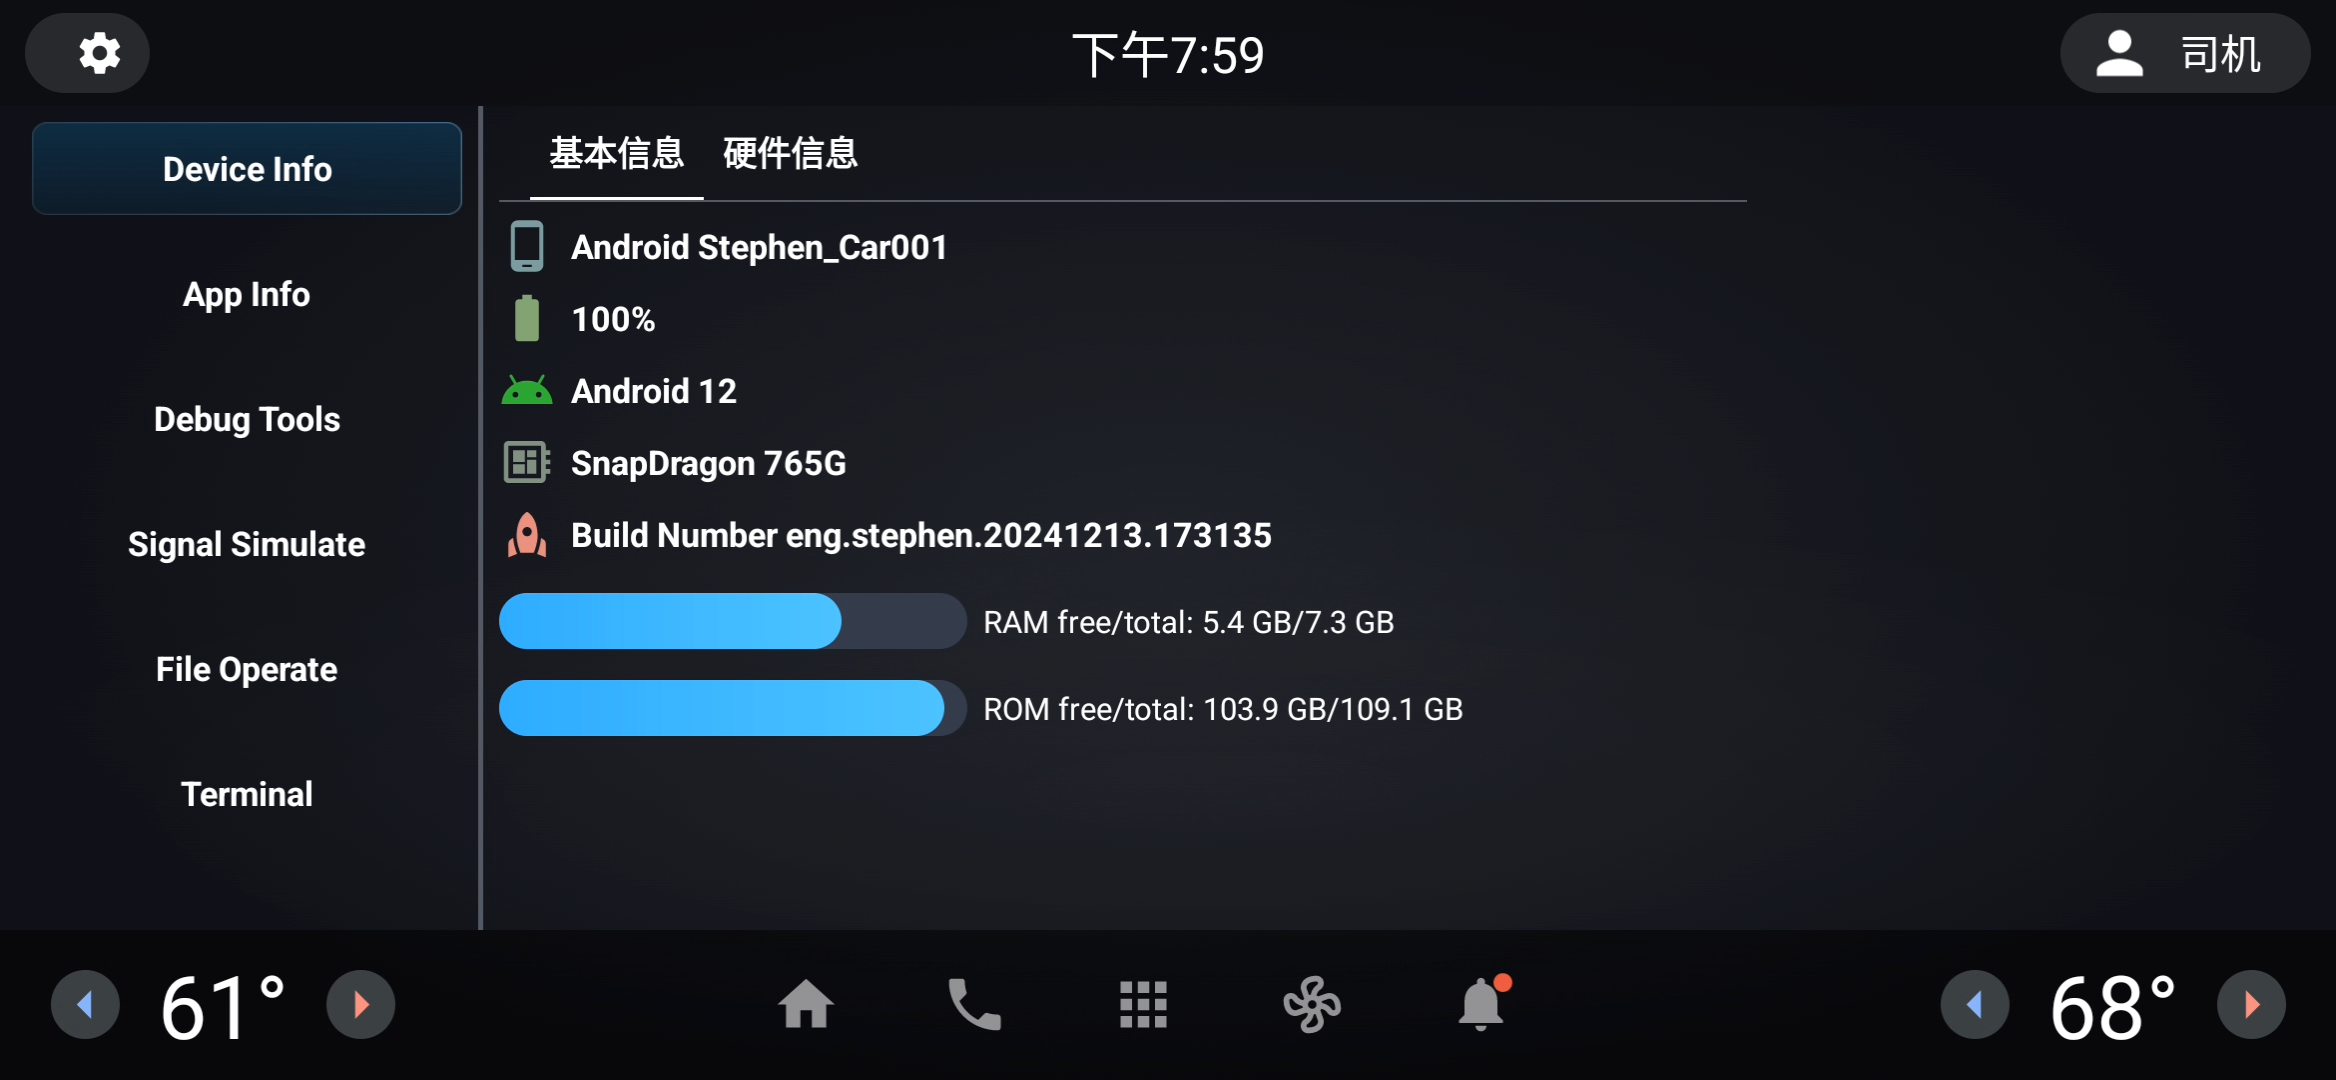 下午7:59
司机
Device Info
App Info
Debug Tools
Signal Simulate
File Operate
Terminal
基本信息 硬件信息
Android Stephen_Car001
100%
Android 12
SnapDragon 765G
Build Number eng.stephen.20241213.173135
RAM free/total: 5.4 GB/7.3 GB
ROM free/total: 103.9 GB/109.1 GB
61°
68°